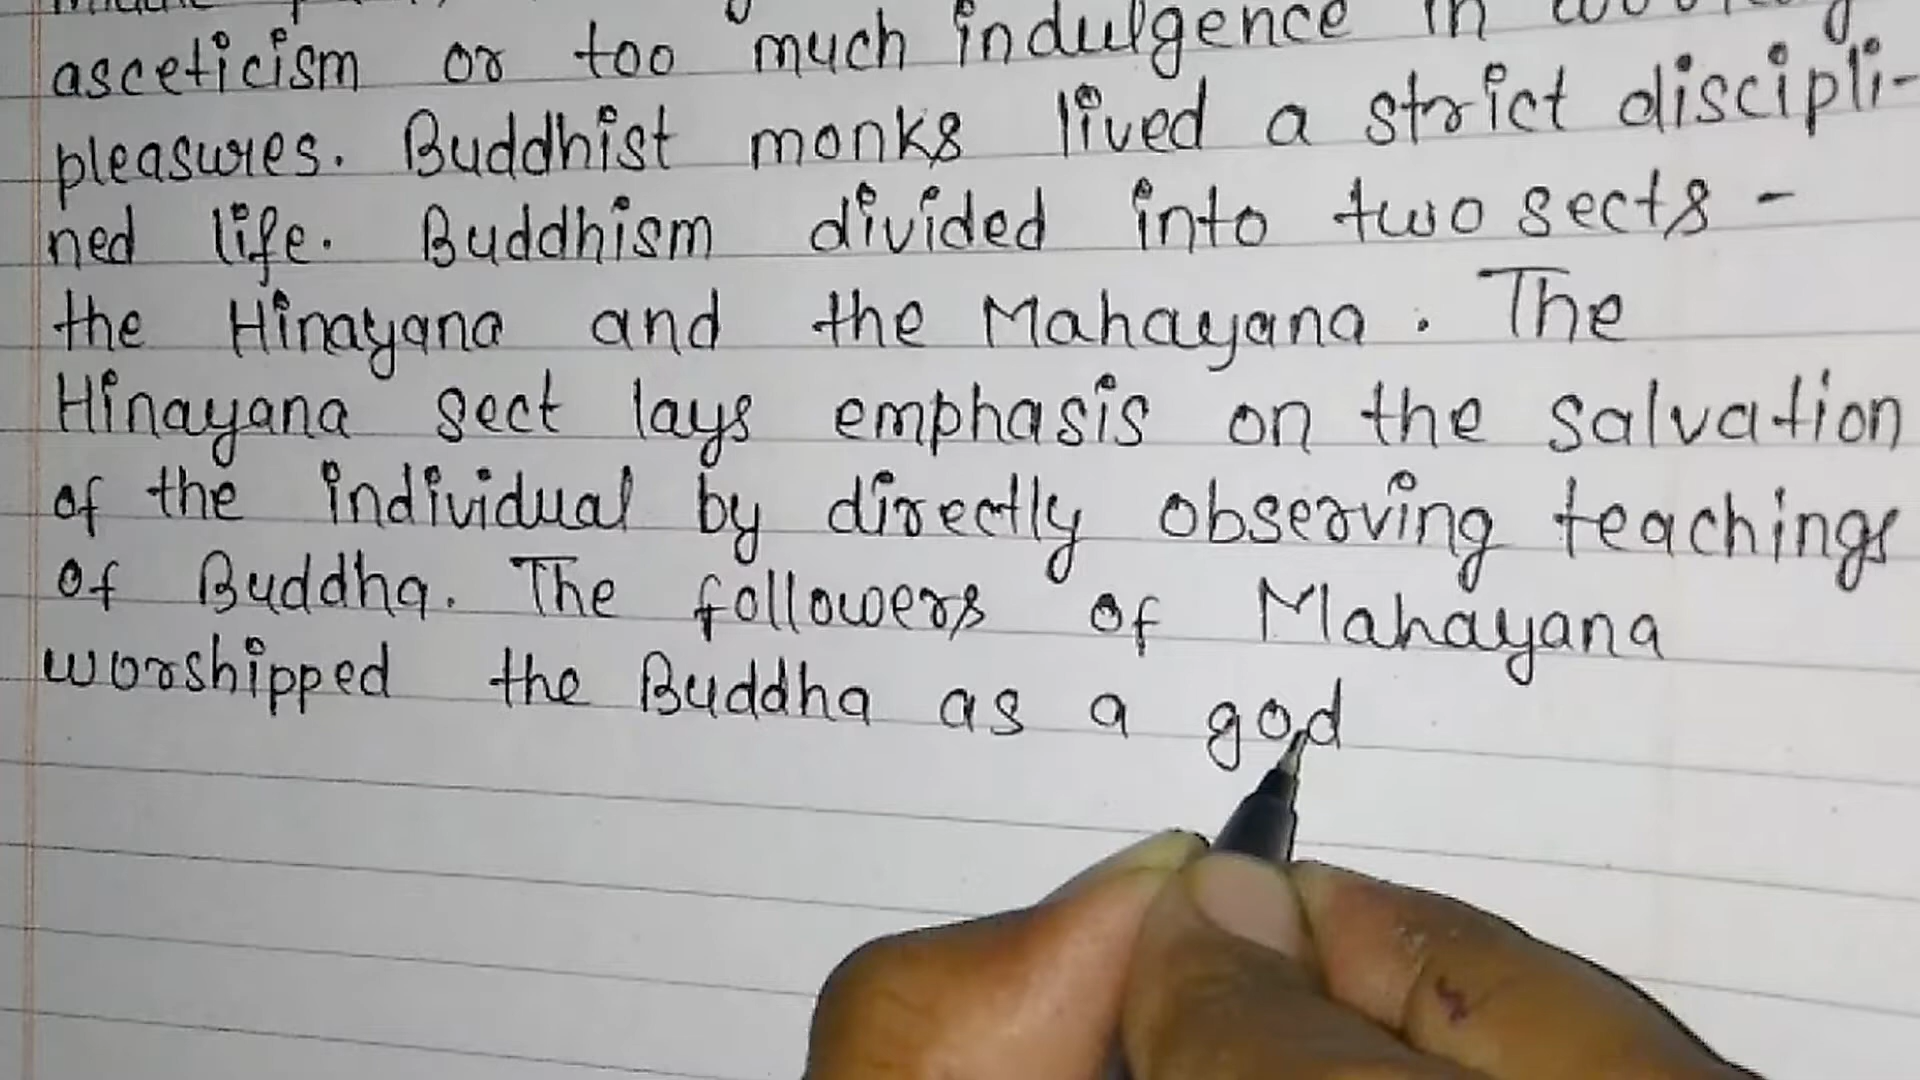 asceticism or too much indulgence in
pleasures. Buddhist monks lived a strict discipli-
ned life. Buddhism divided into two sects -
the Hinayana and the Mahayana. The
Hinayana sect lays emphasis on the salvation
of the individual by directly observing teachings
of Buddha. The followers of Mahayana
worshipped the Buddha as a god